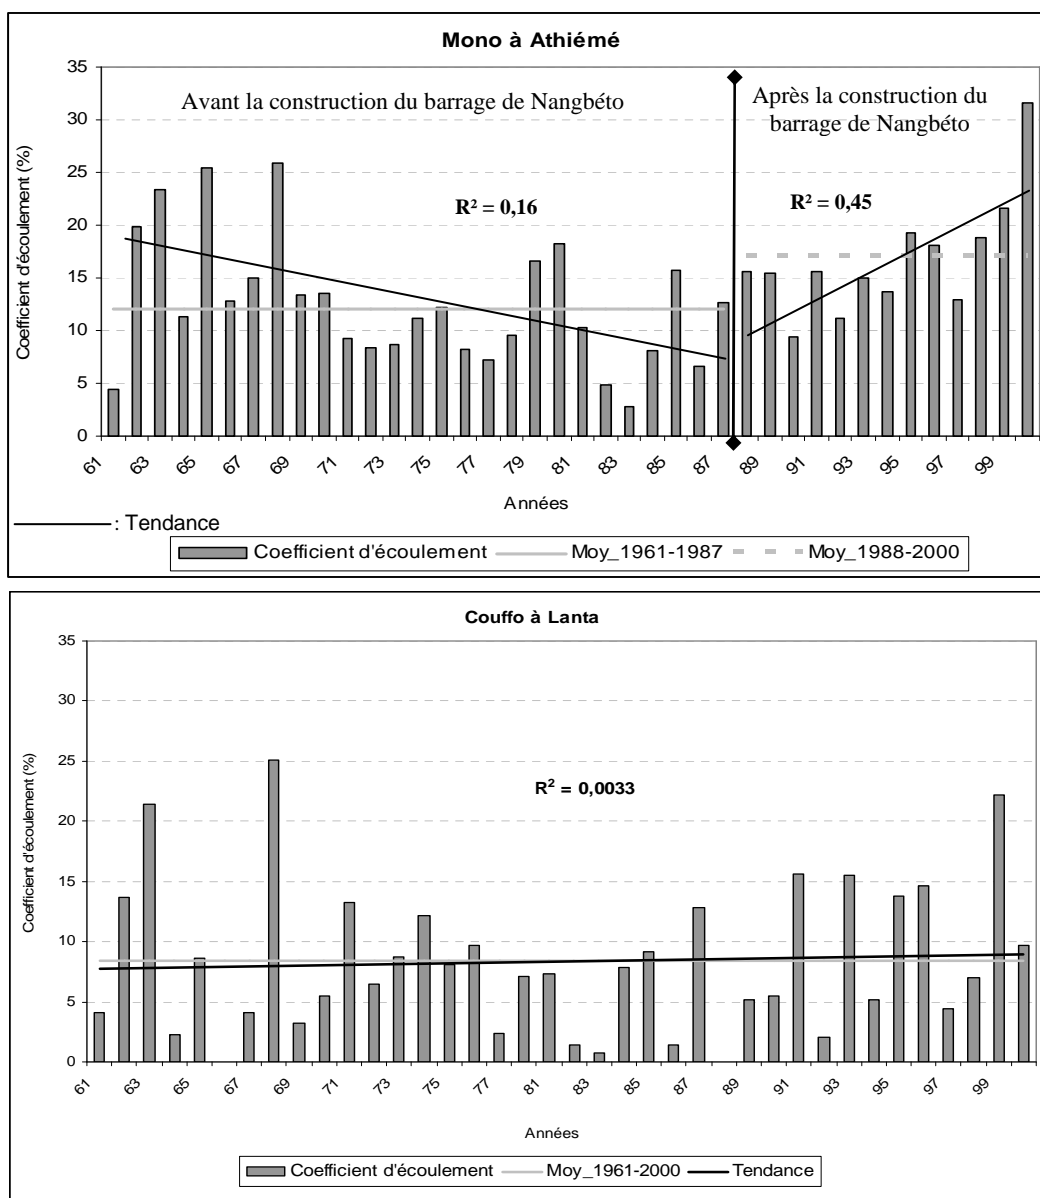 Mono à Athiémé
35
30
25
20
15
10
5
0
Coefficient d'écoulement (%)
Avant la construction du barrage de Nangbéto
Après la construction du
barrage de Nangbéto
R² = 0,16
R² = 0,45
61 63 65 67 69 71 73 75 77 79 81 83 85 87 89 91 93 95 97 99
Années
: Tendance
Coefficient d'écoulement Moy_1961-1987 Moy_1988-2000
Couffo à Lanta
35
30
25
20
15
10
5
0
Coefficient d'écoulement (%)
R² = 0,0033
61 63 65 67 69 71 73 75 77 81 83 85 87 89 91 93 95 97 99
Années
Coefficient d'écoulement Moy_1961-2000 Tendance